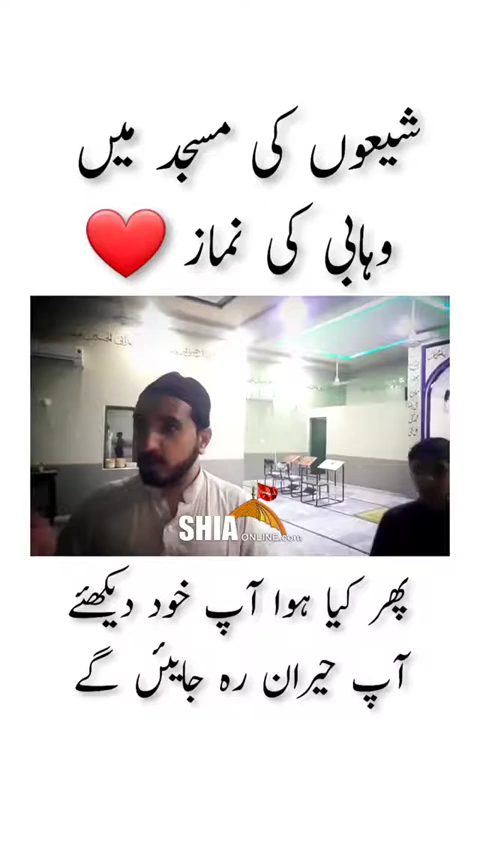 شیعوں کی مسجد میں
وہابی کی نماز ❤️
SHIA
ONLINE.com
پھر کیا ہوا آپ خود دیکھئے
آپ حیران رہ جایئں گے